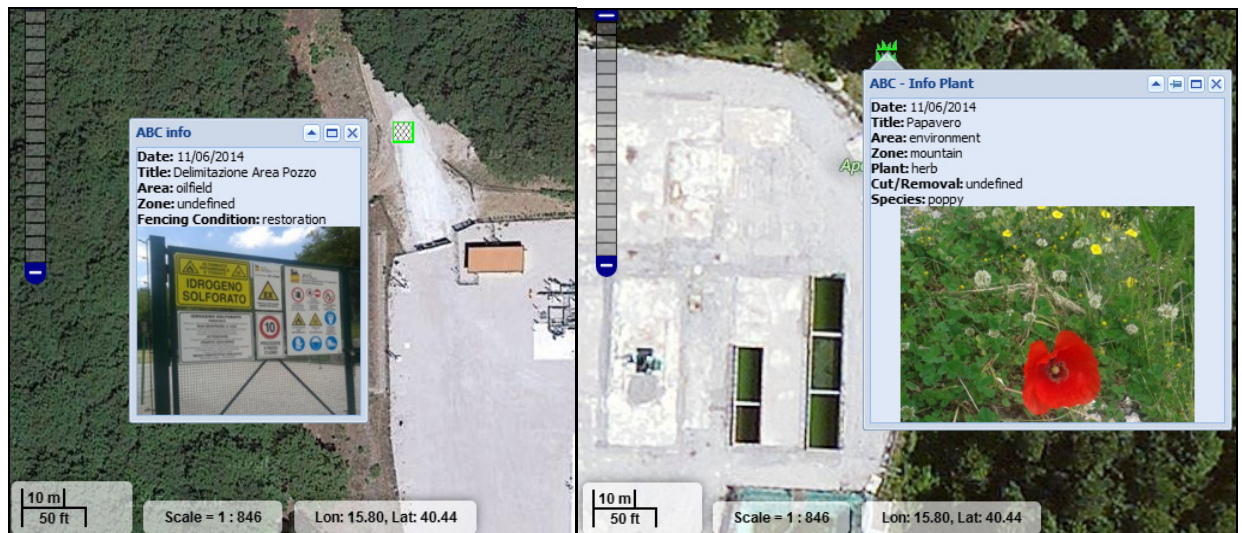 ABC info
Date: 11/06/2014
Title: Delimitazione Area Pozzo
Area: oilfield
Zone: undefined
Fencing Condition: restoration
IDROGENO
SOLFORATO
10
10 m
50 ft
Scale = 1 : 846
Lon: 15.80, Lat: 40.44
ABC - Info Plant
Date: 11/06/2014
Title: Papavero
Area: environment
Zone: mountain
Plant: herb
Cut/Removal: undefined
Species: poppy
10 m
50 ft
Scale = 1 : 846
Lon: 15.80, Lat: 40.44